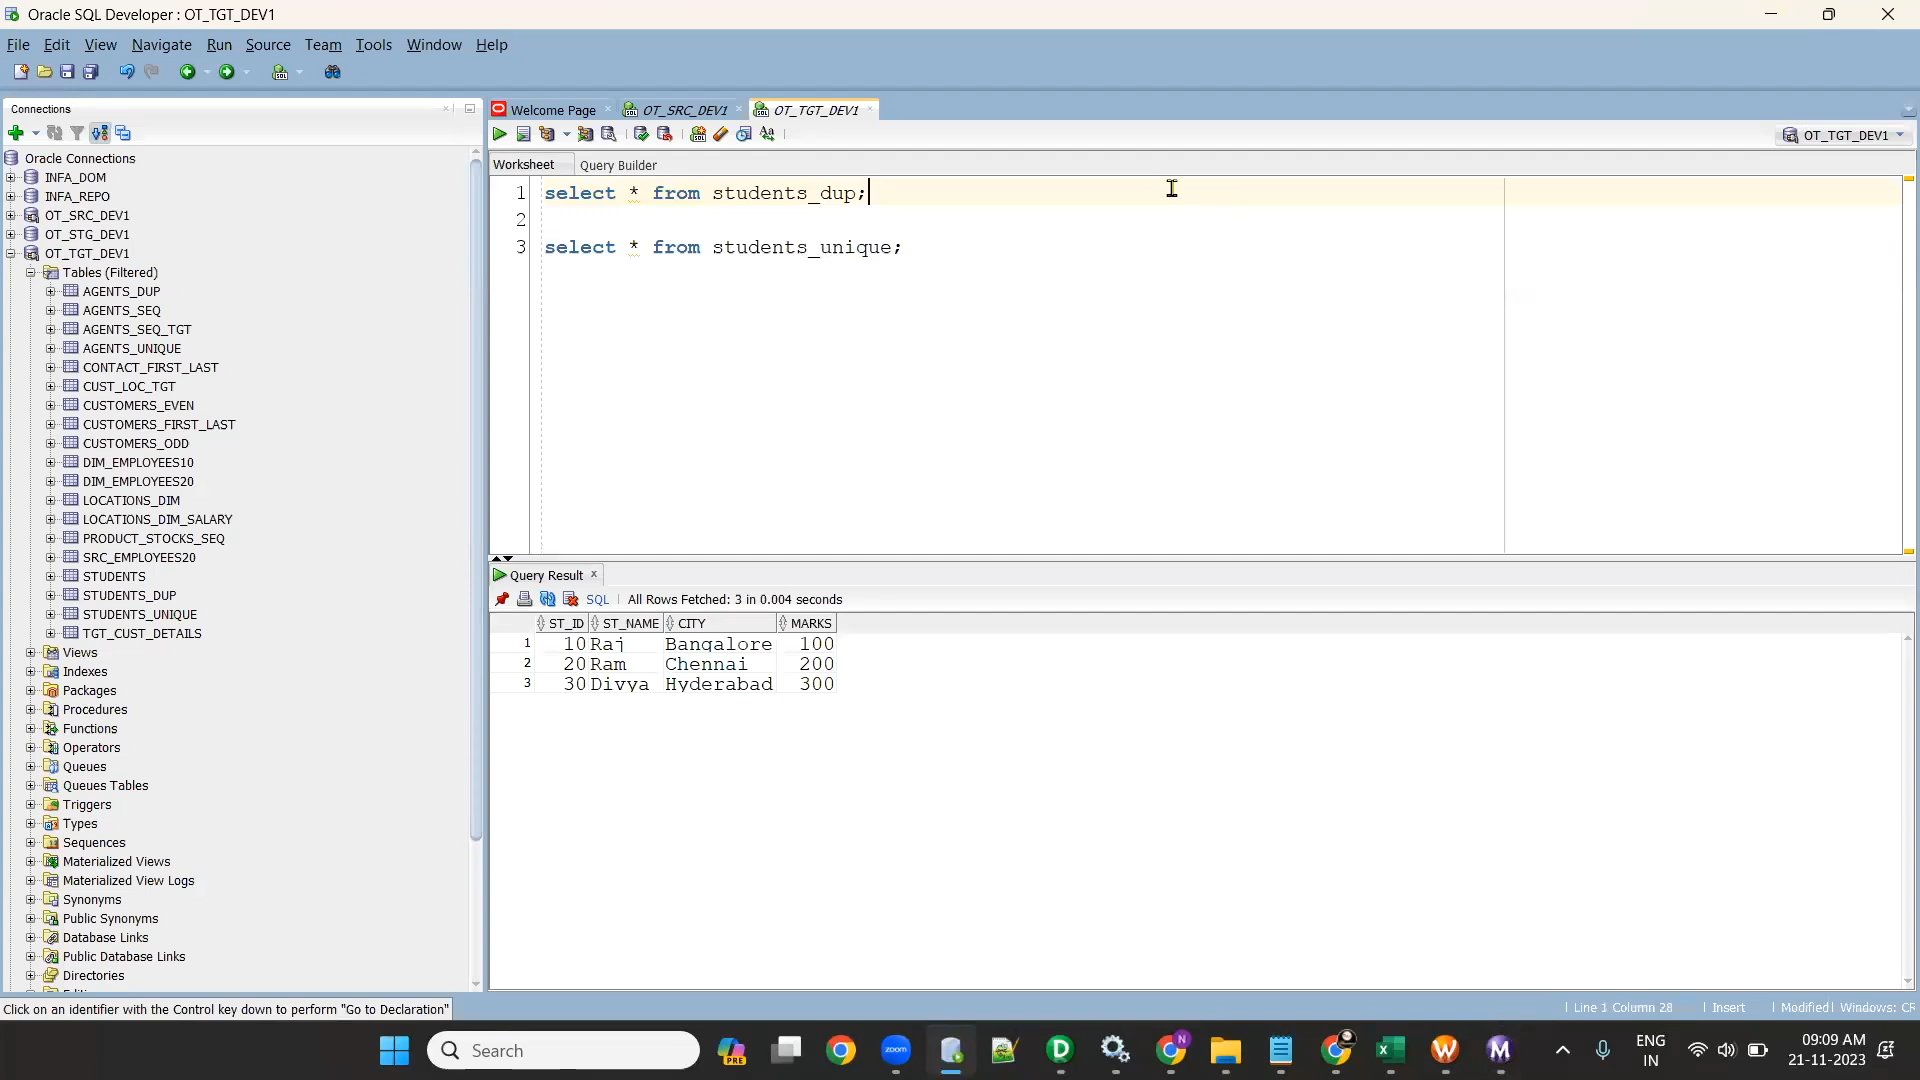 Oracle SQL Developer : OT_TGT_DEV1
File Edit View Navigate Run Source Team Tools Window Help
Connections
Welcome Page OT_SRC_DEV1 OT_TGT_DEV1
OT_TGT_DEV1
Worksheet Query Builder
Oracle Connections
INFA_DOM
INFA_REPO
OT_SRC_DEV1
OT_STG_DEV1
OT_TGT_DEV1
Tables (Filtered)
AGENTS_DUP
AGENTS_SEQ
AGENTS_SEQ_TGT
AGENTS_UNIQUE
CONTACT_FIRST_LAST
CUST_LOC_TGT
CUSTOMERS_EVEN
CUSTOMERS_FIRST_LAST
CUSTOMERS_ODD
DIM_EMPLOYEES10
DIM_EMPLOYEES20
LOCATIONS_DIM
LOCATIONS_DIM_SALARY
PRODUCT_STOCKS_SEQ
SRC_EMPLOYEES20
STUDENTS
STUDENTS_DUP
STUDENTS_UNIQUE
TGT_CUST_DETAILS
Views
Indexes
Packages
Procedures
Functions
Operators
Queues
Queues Tables
Triggers
Types
Sequences
Materialized Views
Materialized View Logs
Synonyms
Public Synonyms
Database Links
Public Database Links
Directories
1 select * from students_dup;
2
3 select * from students_unique;
Query Result
SQL All Rows Fetched: 3 in 0.004 seconds
ST_ID ST_NAME CITY MARKS
1 10 Raj Bangalore 100
2 20 Ram Chennai 200
3 30 Divya Hyderabad 300
Click on an identifier with the Control key down to perform "Go to Declaration"
Line 1 Column 28 Insert Modified Windows: CR
Search
PRE
zoom
ENG
IN
09:09 AM
21-11-2023